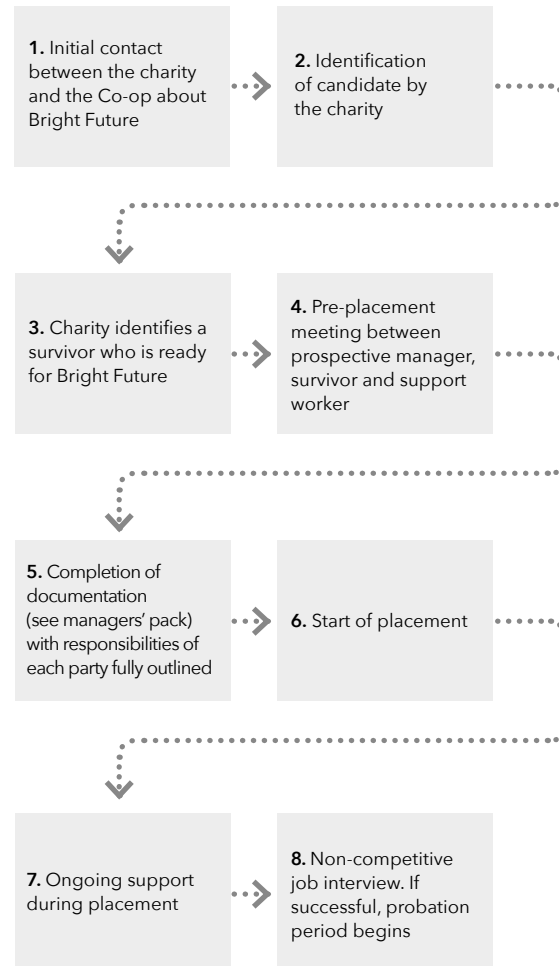 1. Initial contact
between the charity
and the Co-op about
Bright Future
2. Identification
of candidate by
the charity
3. Charity identifies a
survivor who is ready
for Bright Future
4. Pre-placement
meeting between
prospective manager,
survivor and support
worker
5. Completion of
documentation
(see managers’ pack)
with responsibilities of
each party fully outlined
6. Start of placement
7. Ongoing support
during placement
8. Non-competitive
job interview. If
successful, probation
period begins